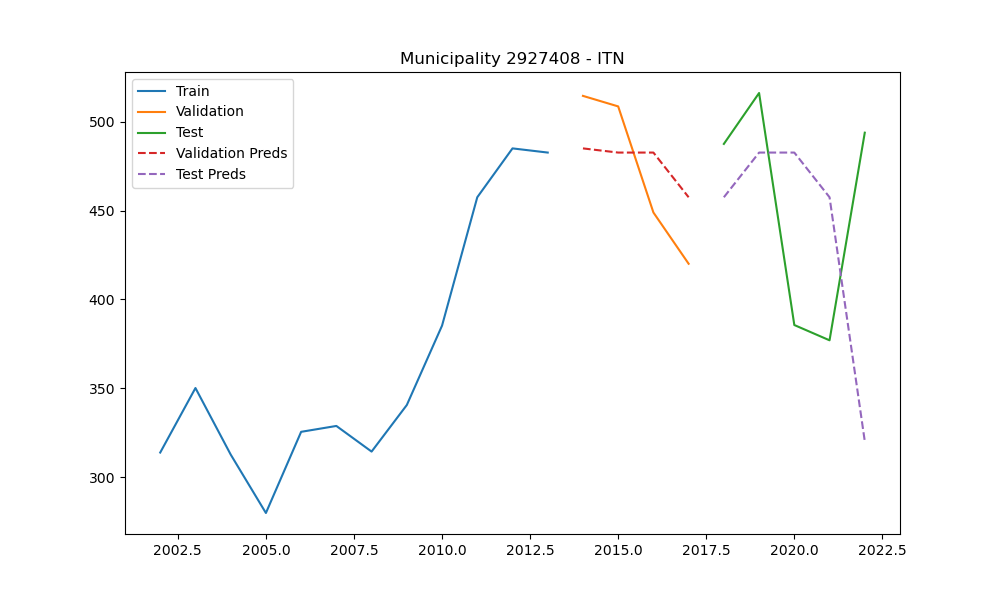 Municipality 2927408 - ITN
Train
Validation
Test
Validation Preds
Test Preds
500
450
400
350
300
2002.5 2005.0 2007.5 2010.0 2012.5 2015.0 2017.5 2020.0 2022.5